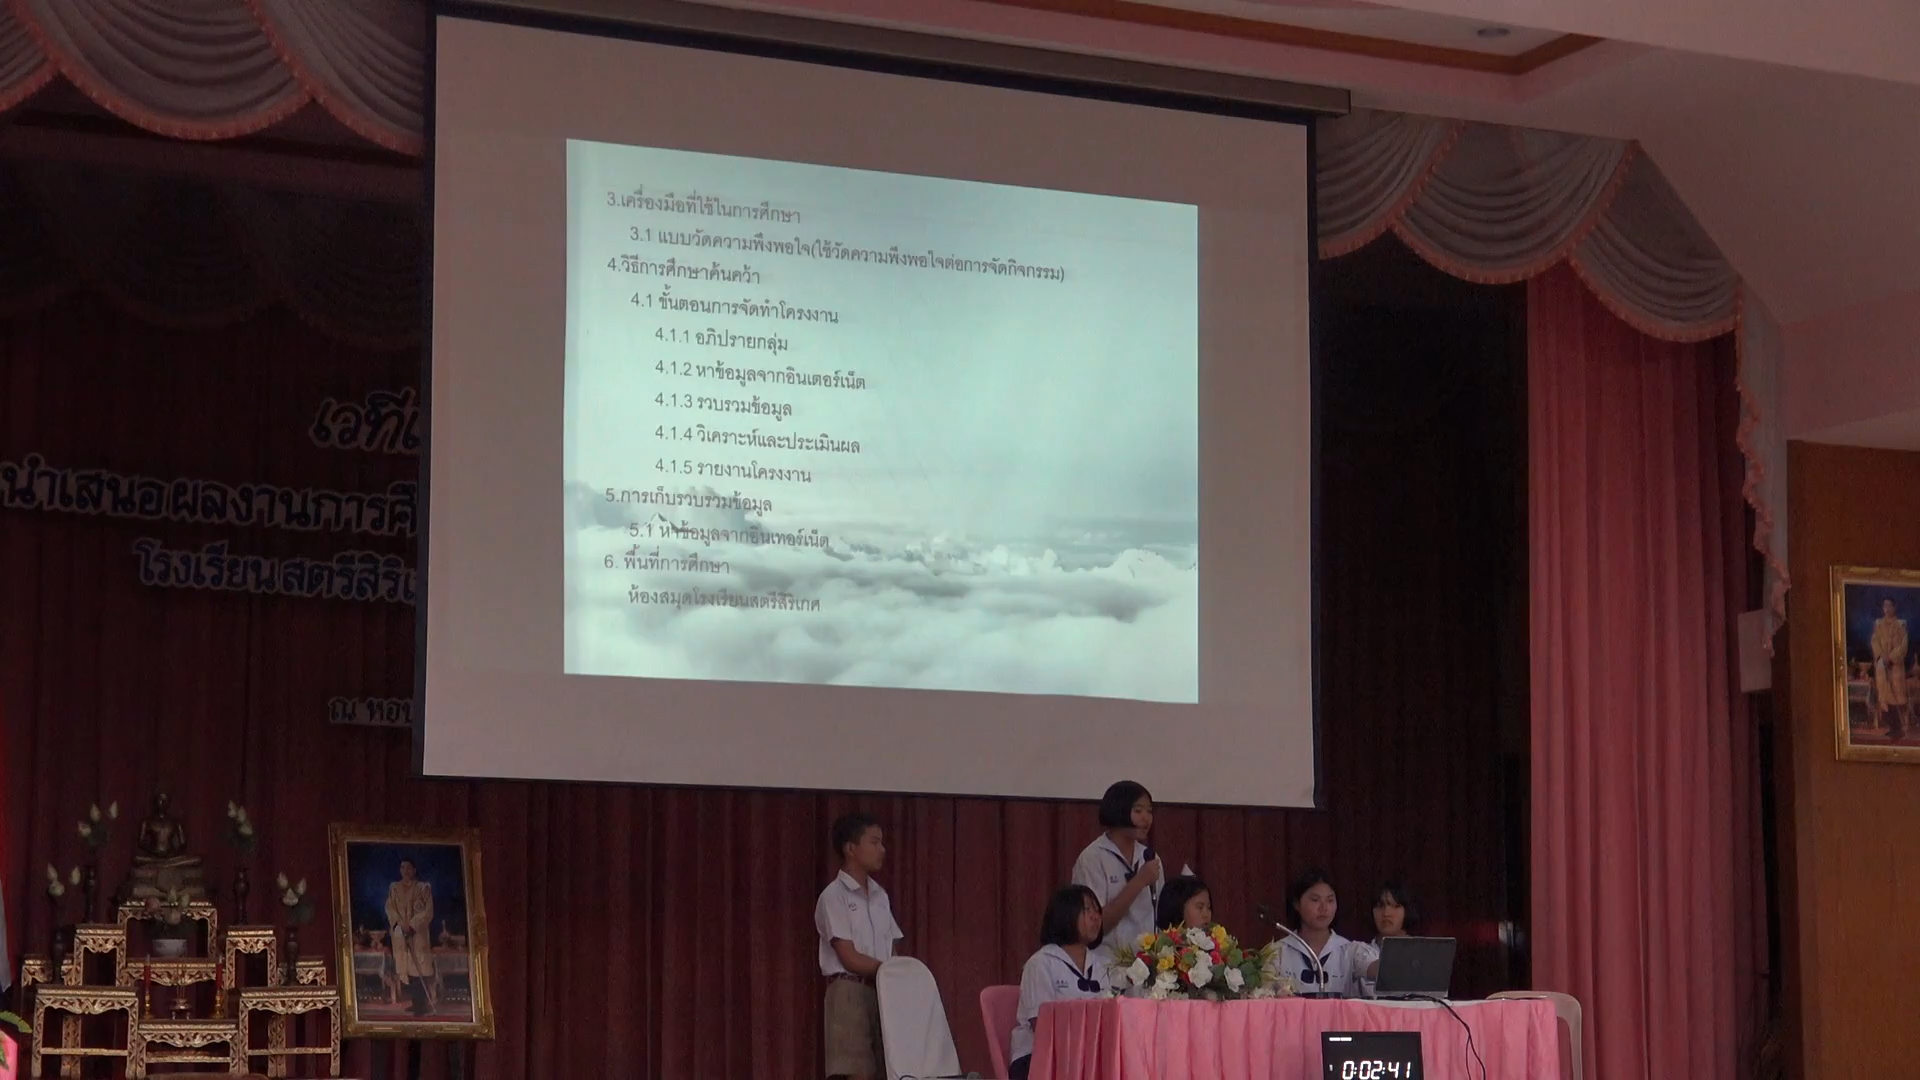 3.เครื่องมือที่ใช้ในการศึกษา
3.1 แบบวัดความพึงพอใจ(ใช้วัดความพึงพอใจต่อการจัดกิจกรรม)
4.วิธีการศึกษาค้นคว้า
4.1 ขั้นตอนการจัดทำโครงงาน
4.1.1 อภิปรายกลุ่ม
4.1.2 หาข้อมูลจากอินเตอร์เน็ต
4.1.3 รวบรวมข้อมูล
4.1.4 วิเคราะห์และประเมินผล
4.1.5 รายงานโครงงาน
5.การเก็บรวบรวมข้อมูล
5.1 หาข้อมูลจากอินเทอร์เน็ต
6. พื้นที่การศึกษา
ห้องสมุดโรงเรียนสตรีสิริเกศ
เวที
นำเสนอผลงานการศึ
โรงเรียนสตรีสิริเ
ณ หอป
0:02:41